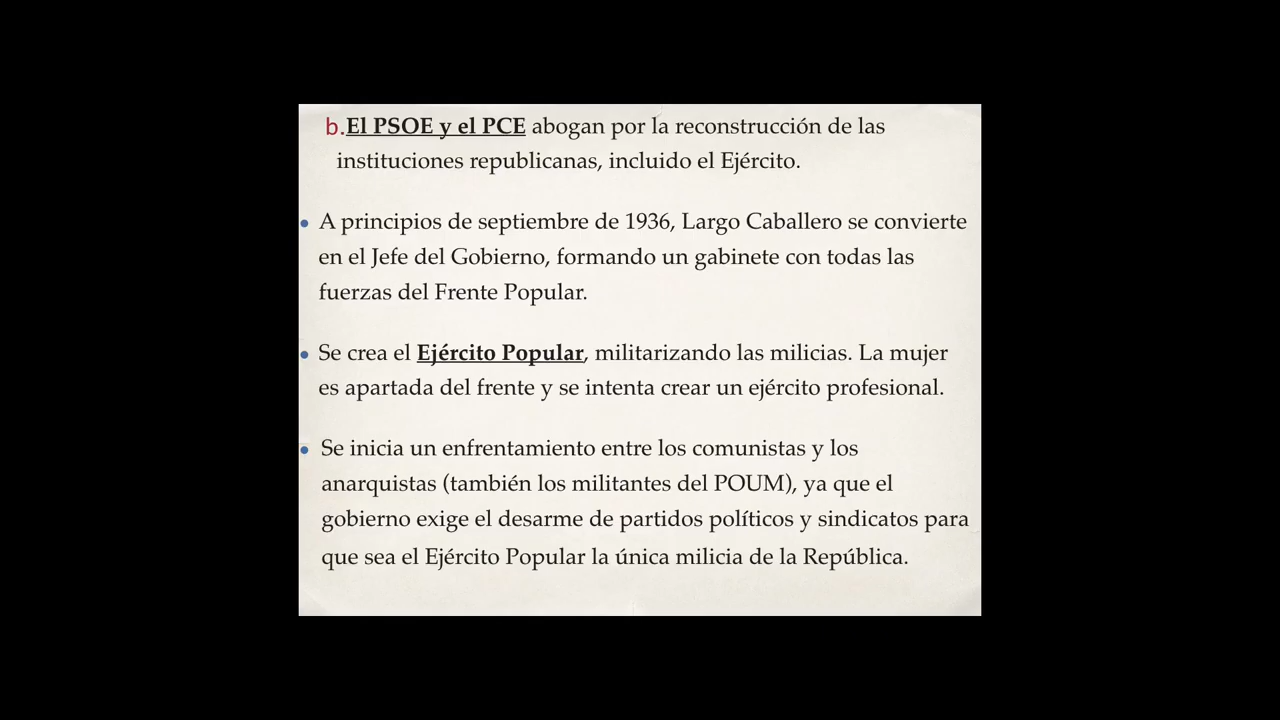 b.El PSOE y el PCE abogan por la reconstrucción de las
instituciones republicanas, incluido el Ejército.
• A principios de septiembre de 1936, Largo Caballero se convierte
en el Jefe del Gobierno, formando un gabinete con todas las
fuerzas del Frente Popular.
• Se crea el Ejército Popular, militarizando las milicias. La mujer
es apartada del frente y se intenta crear un ejército profesional.
• Se inicia un enfrentamiento entre los comunistas y los
anarquistas (también los militantes del POUM), ya que el
gobierno exige el desarme de partidos políticos y sindicatos para
que sea el Ejército Popular la única milicia de la República.